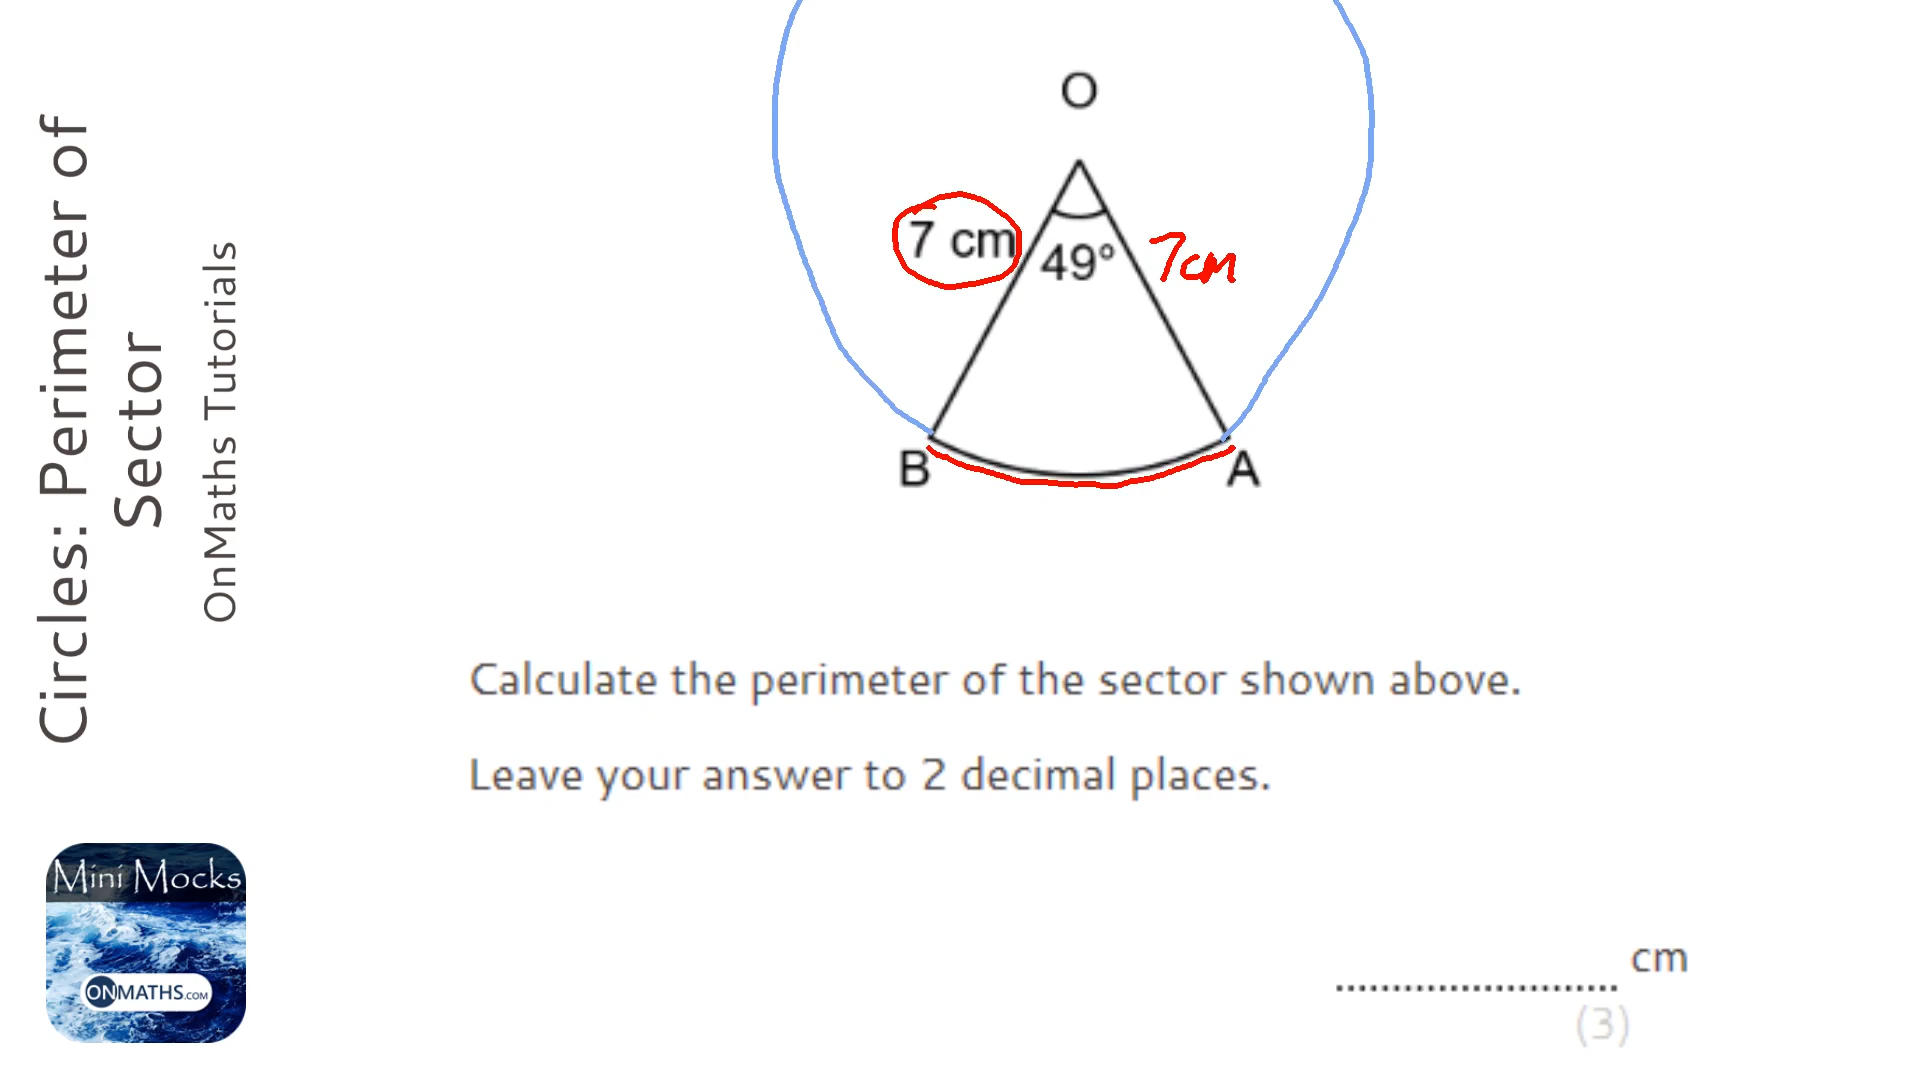 Circles: Perimeter of
Sector
OnMaths Tutorials
O
7 cm
49º
7cm
B
A
Calculate the perimeter of the sector shown above.
Leave your answer to 2 decimal places.
........................ cm
(3)
Mini Mocks
ONMATHS.COM